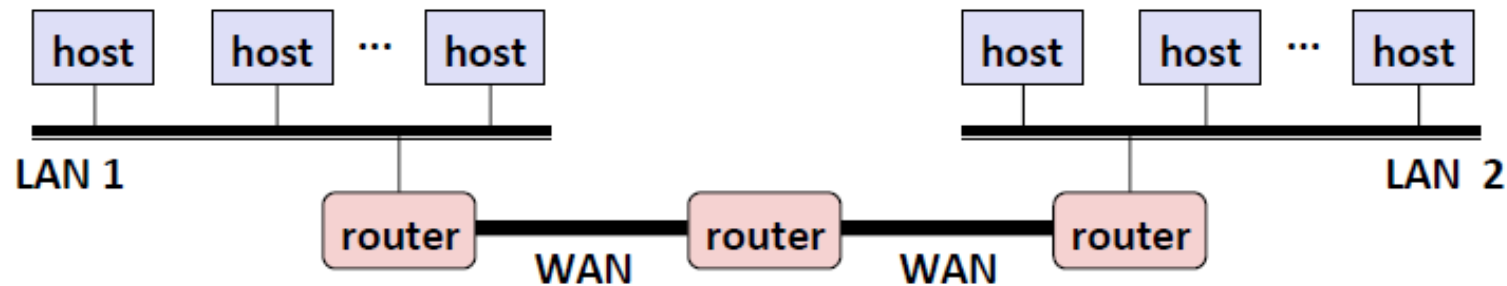 host host ... host host host ... host
LAN 1 LAN 2
router router router
WAN WAN